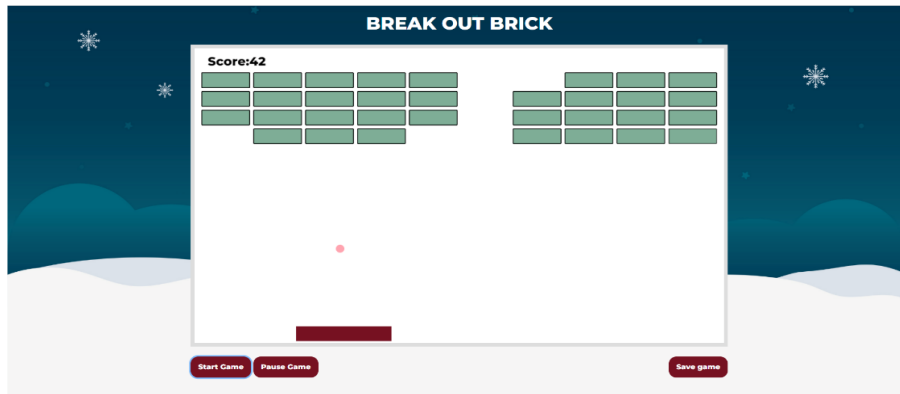 BREAK OUT BRICK
Score:42
Start Game
Pause Game
Save game